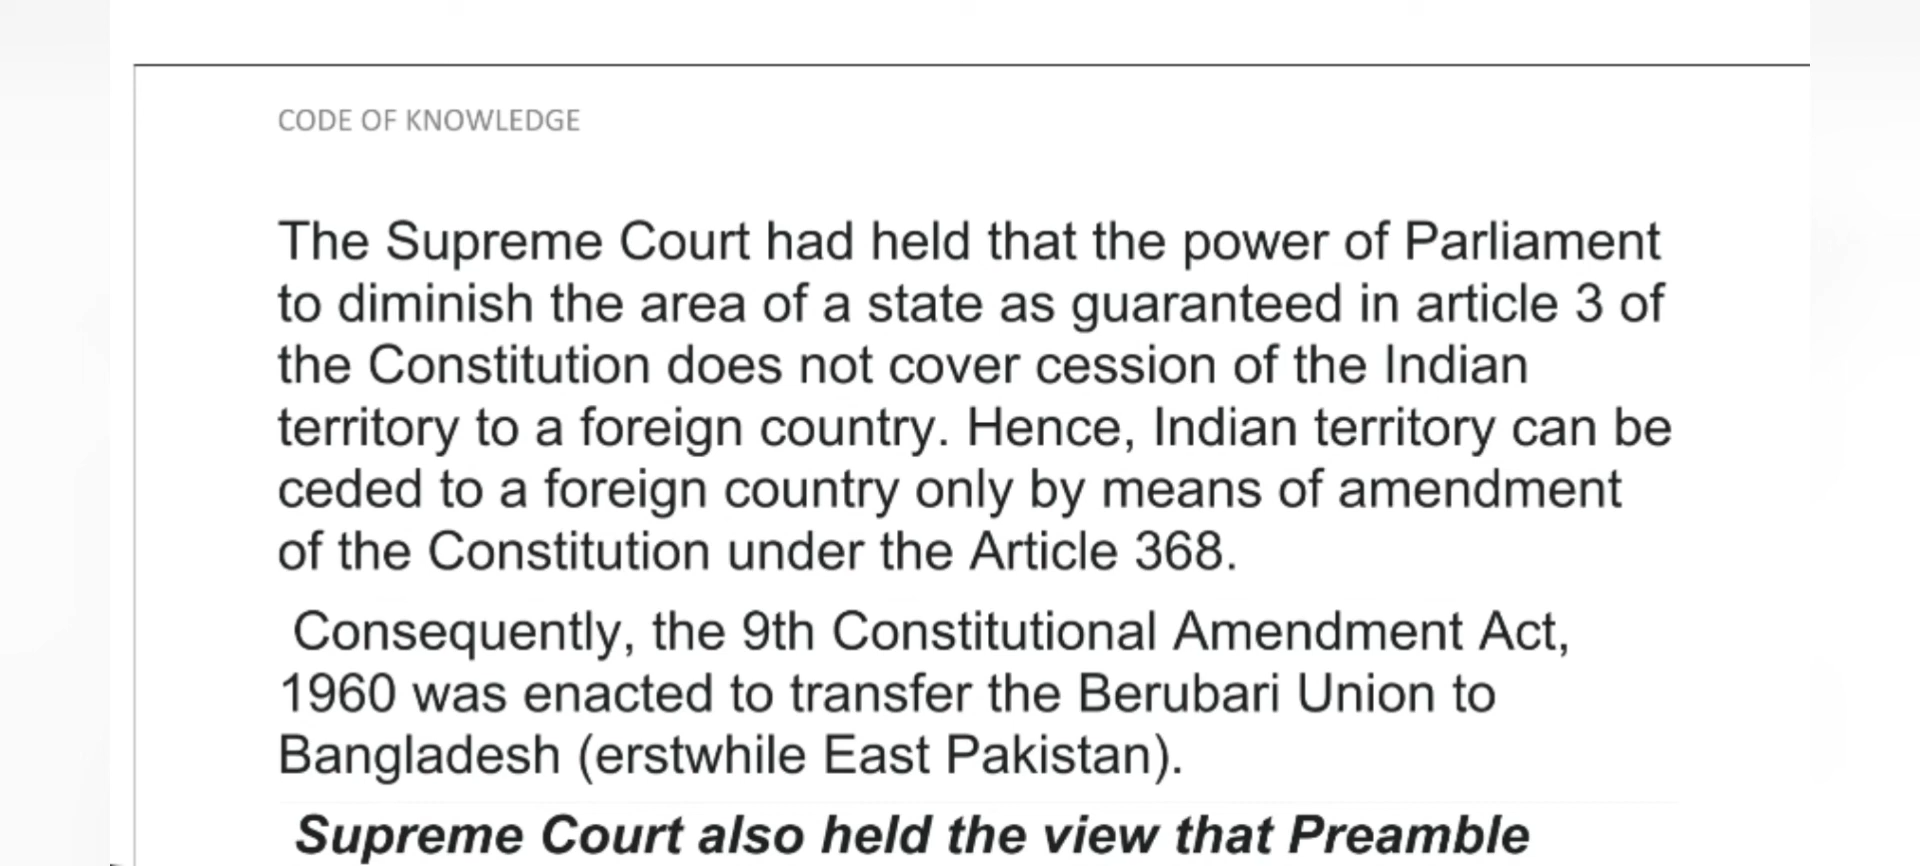 CODE OF KNOWLEDGE
The Supreme Court had held that the power of Parliament
to diminish the area of a state as guaranteed in article 3 of
the Constitution does not cover cession of the Indian
territory to a foreign country. Hence, Indian territory can be
ceded to a foreign country only by means of amendment
of the Constitution under the Article 368.
Consequently, the 9th Constitutional Amendment Act,
1960 was enacted to transfer the Berubari Union to
Bangladesh (erstwhile East Pakistan).
Supreme Court also held the view that Preamble